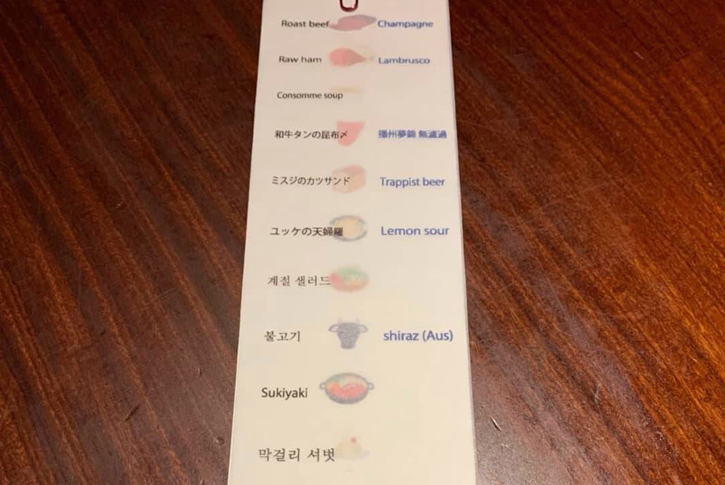 Roast beef Champagne
Raw ham Lambrusco
Consomme soup
和牛タンの昆布〆 播州夢錦 無濾過
ミスジのカツサンド Trappist beer
ユッケの天婦羅 Lemon sour
계절 샐러드
불고기 shiraz (Aus)
Sukiyaki
막걸리 셔벗